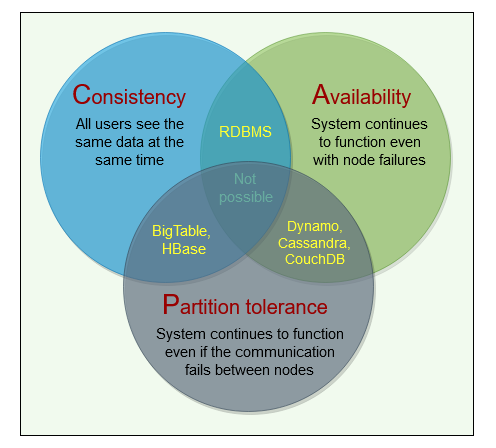 Consistency
All users see the
same data at the
same time
Availability
System continues
to function even
with node failures
RDBMS
Not
possible
BigTable,
HBase
Dynamo,
Cassandra,
CouchDB
Partition tolerance
System continues to function
even if the communication
fails between nodes